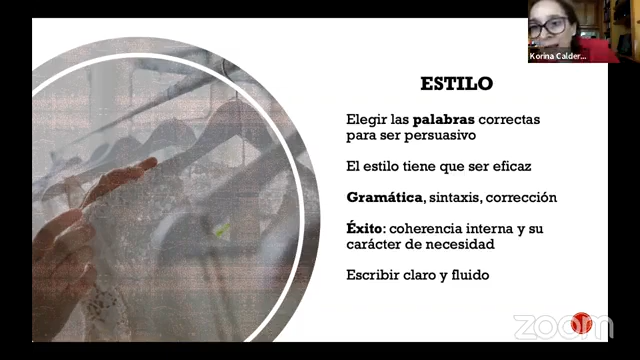 Korina Calder...
ESTILO
Elegir las palabras correctas
para ser persuasivo
El estilo tiene que ser eficaz
Gramática, sintaxis, corrección
Éxito: coherencia interna y su
carácter de necesidad
Escribir claro y fluido
zoom